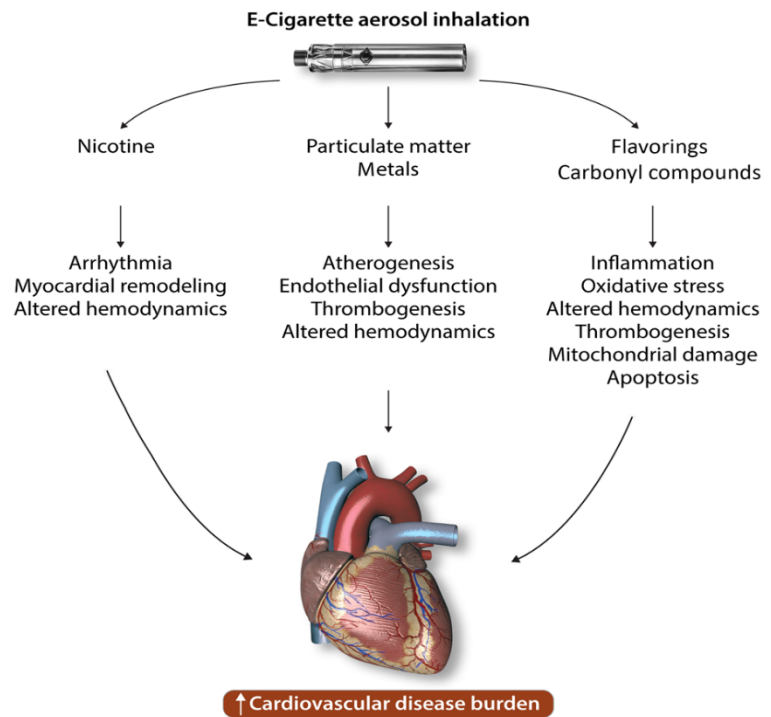 E-Cigarette aerosol inhalation
Nicotine
Particulate matter
Metals
Flavorings
Carbonyl compounds
Arrhythmia
Myocardial remodeling
Altered hemodynamics
Atherogenesis
Endothelial dysfunction
Thrombogenesis
Altered hemodynamics
Inflammation
Oxidative stress
Altered hemodynamics
Thrombogenesis
Mitochondrial damage
Apoptosis
↑ Cardiovascular disease burden